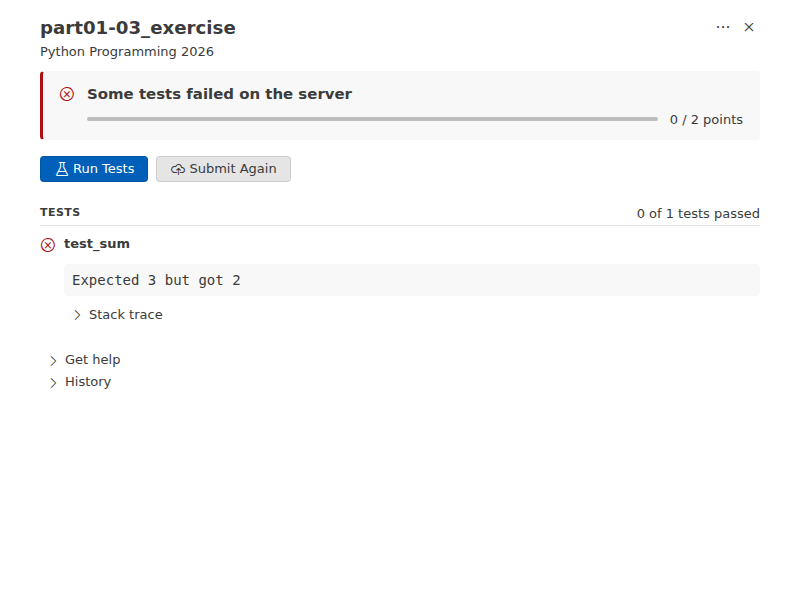 part01-03_exercise
Python Programming 2026
Some tests failed on the server
0 / 2 points
Run Tests
Submit Again
TESTS
0 of 1 tests passed
test_sum
Expected 3 but got 2
Stack trace
Get help
History